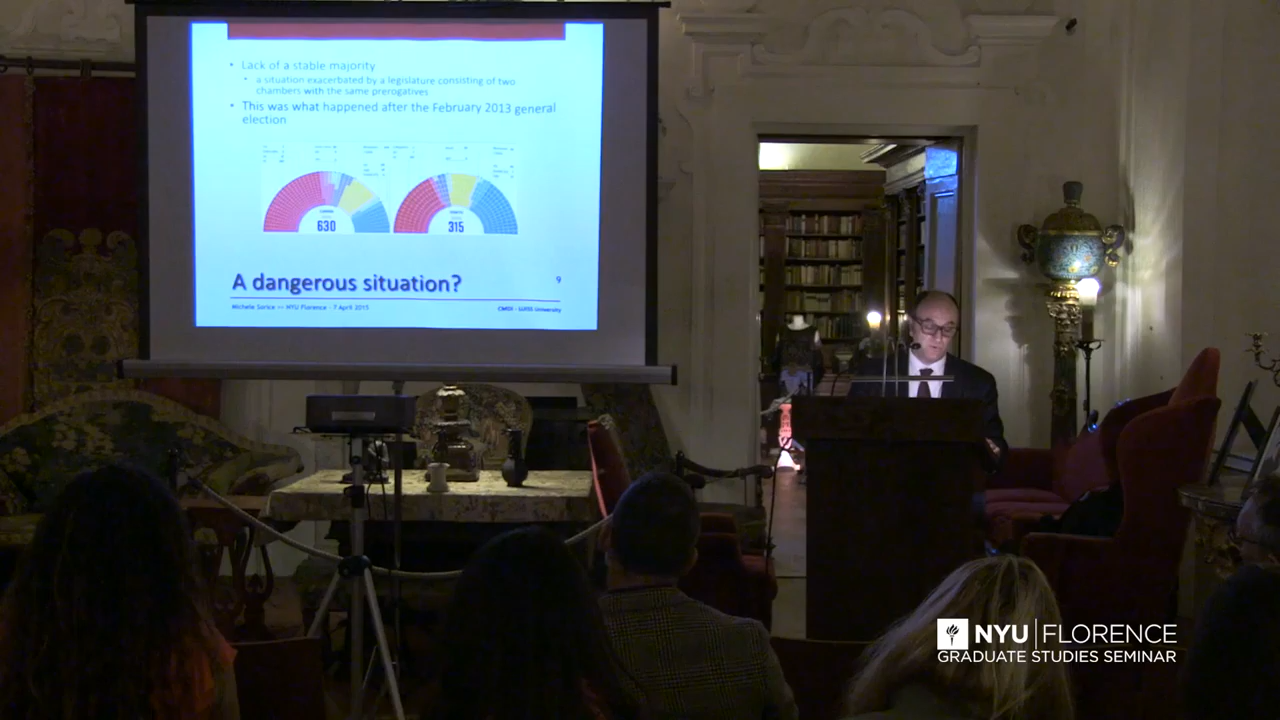 • Lack of a stable majority
• a situation exacerbated by a legislature consisting of two
chambers with the same prerogatives
• This was what happened after the February 2013 general
election
630
315
A dangerous situation?
9
Michele Sorice — NYU Florence - 7 April 2015
CMDI - LUISS University
NYU FLORENCE
GRADUATE STUDIES SEMINAR